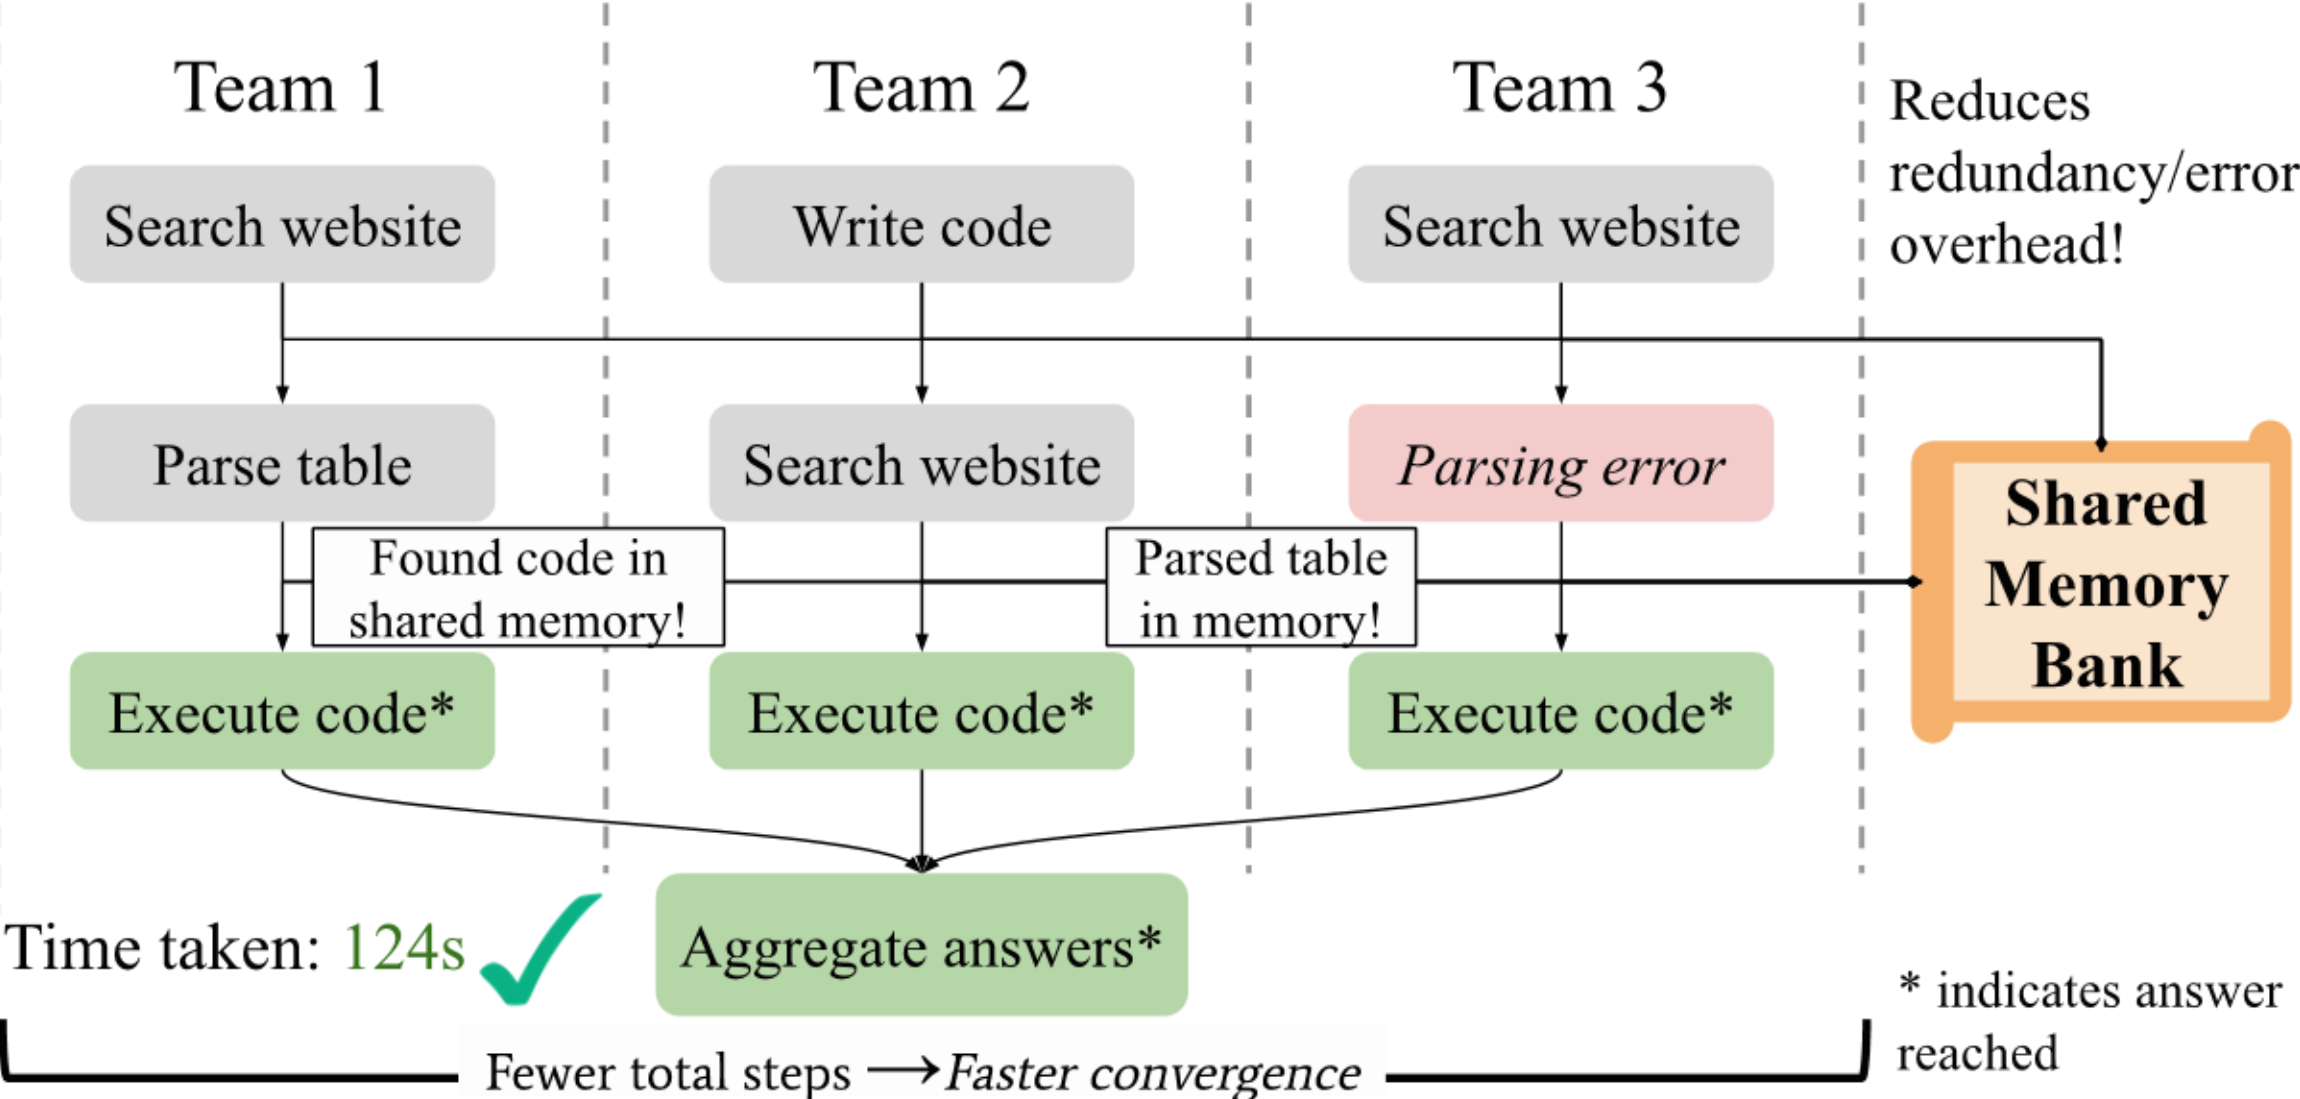 Team 1
Team 2
Team 3
Reduces
redundancy/error
overhead!
Search website
Write code
Search website
Parse table
Search website
Parsing error
Found code in
shared memory!
Parsed table
in memory!
Shared
Memory
Bank
Execute code*
Execute code*
Execute code*
Time taken: 124s
Aggregate answers*
* indicates answer
reached
Fewer total steps → Faster convergence